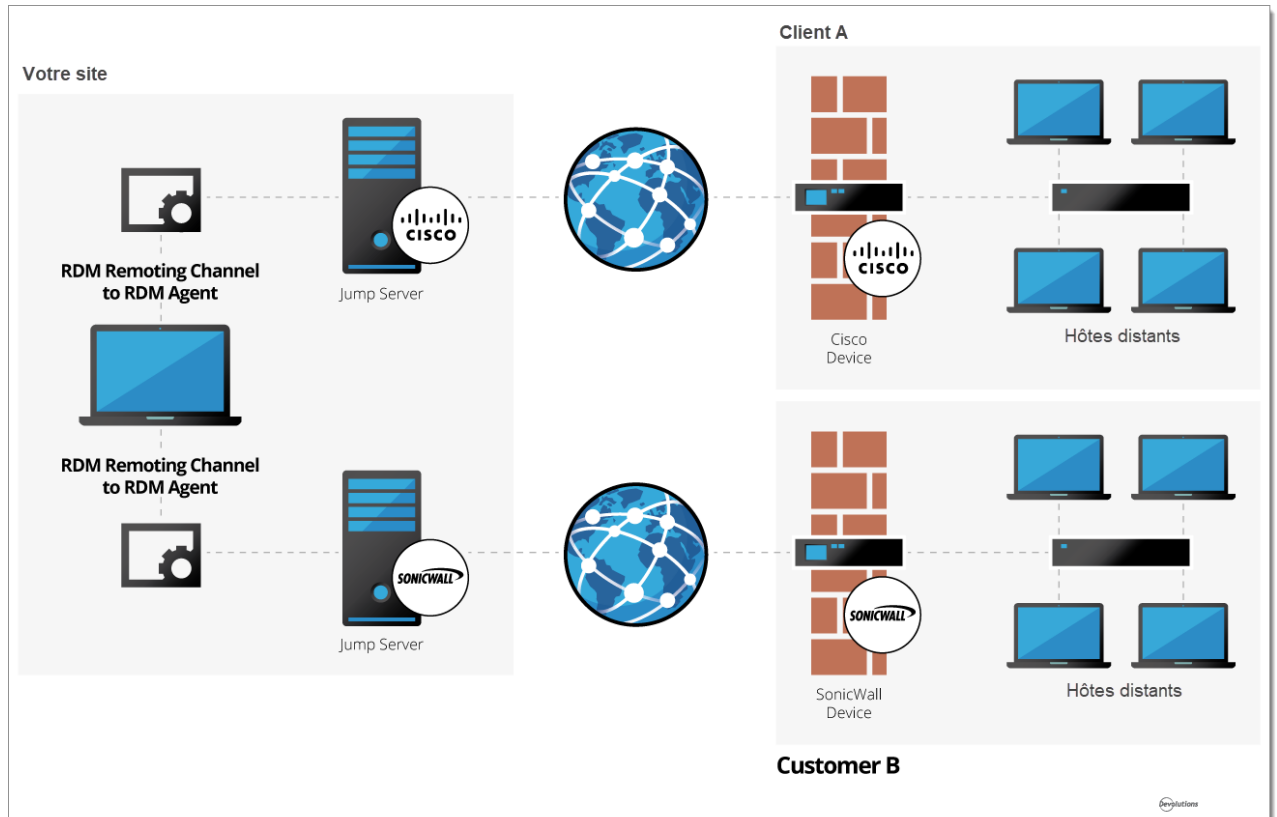 Client A
Votre site
CISCO
Jump Server
RDM Remoting Channel
to RDM Agent
CISCO
Cisco
Device
Hôtes distants
RDM Remoting Channel
to RDM Agent
SONICWALL
Jump Server
SONICWALL
SonicWall
Device
Hôtes distants
Customer B
Devolutions